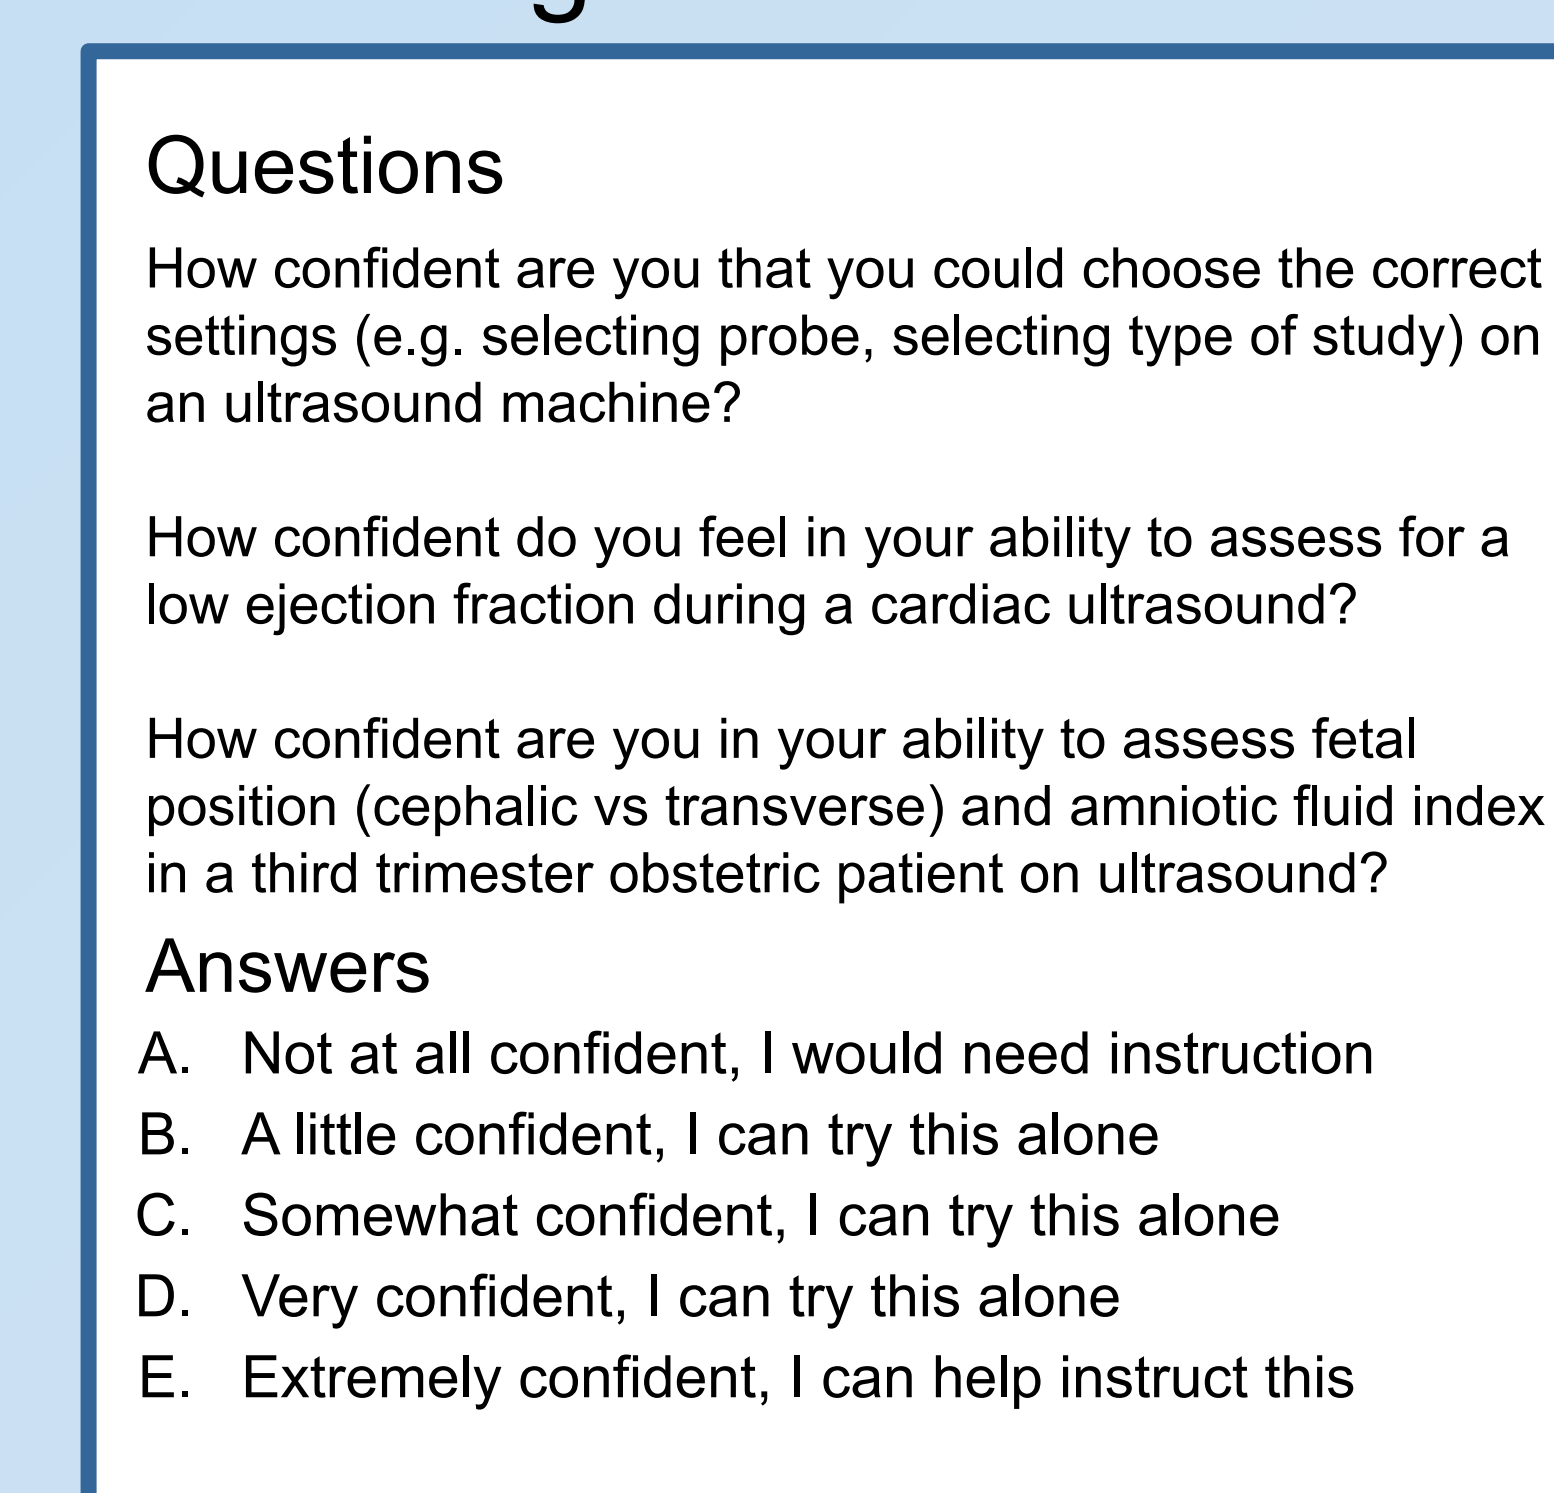 Questions
How confident are you that you could choose the correct
settings (e.g. selecting probe, selecting type of study) on
an ultrasound machine?
How confident do you feel in your ability to assess for a
low ejection fraction during a cardiac ultrasound?
How confident are you in your ability to assess fetal
position (cephalic vs transverse) and amniotic fluid index
in a third trimester obstetric patient on ultrasound?
Answers
A. Not at all confident, I would need instruction
B. A little confident, I can try this alone
C. Somewhat confident, I can try this alone
D. Very confident, I can try this alone
E. Extremely confident, I can help instruct this